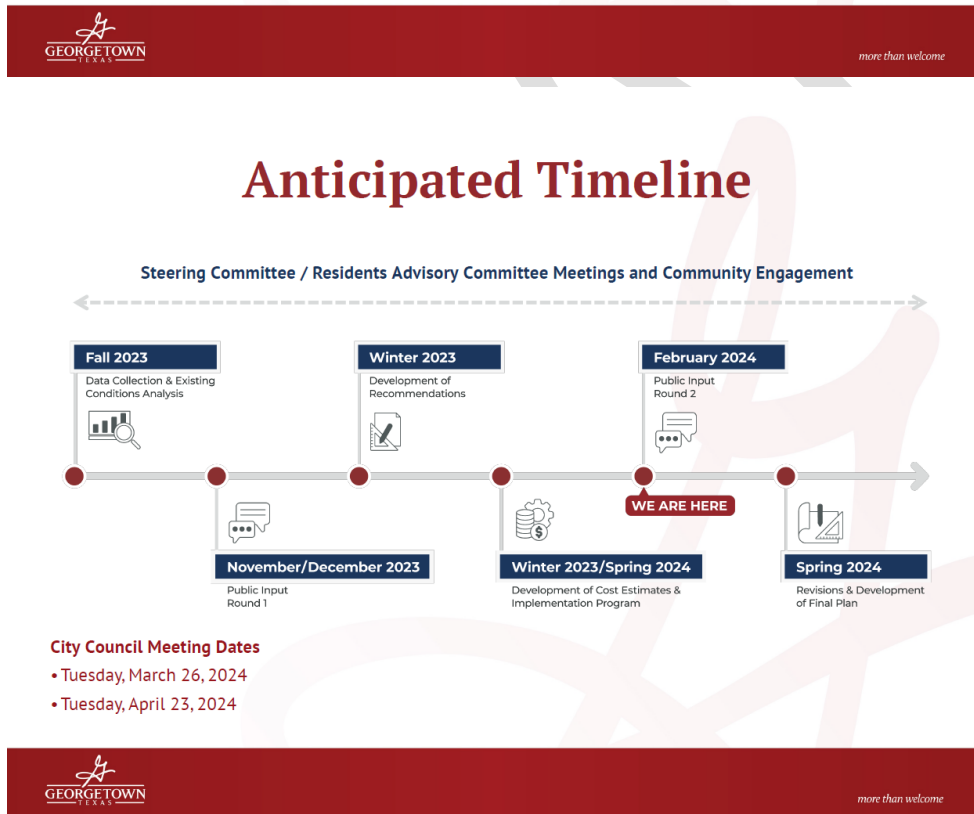 GEORGETOWN
TEXAS
more than welcome
Anticipated Timeline
Steering Committee / Residents Advisory Committee Meetings and Community Engagement
Fall 2023
Data Collection & Existing
Conditions Analysis
Winter 2023
Development of
Recommendations
February 2024
Public Input
Round 2
WE ARE HERE
November/December 2023
Public Input
Round 1
Winter 2023/Spring 2024
Development of Cost Estimates &
Implementation Program
Spring 2024
Revisions & Development
of Final Plan
City Council Meeting Dates
• Tuesday, March 26, 2024
• Tuesday, April 23, 2024
GEORGETOWN
TEXAS
more than welcome